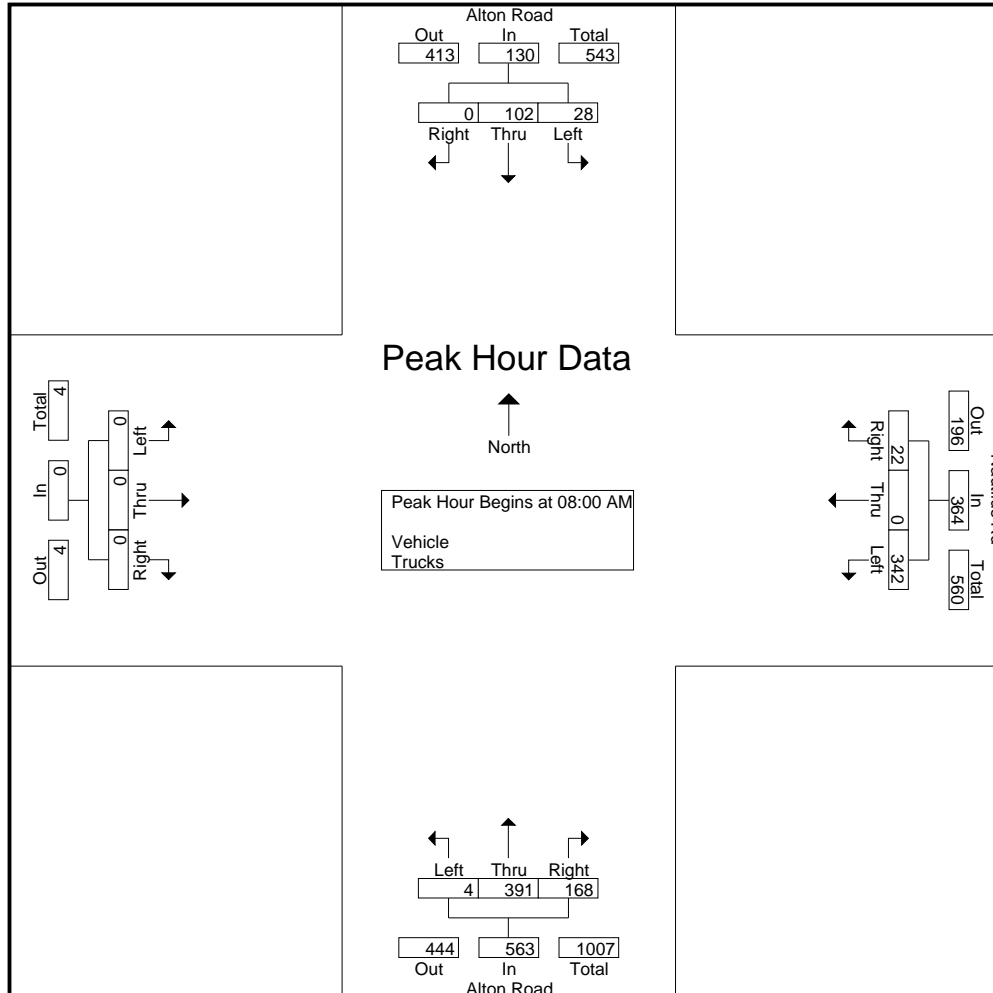 Alton Road
Out In Total
413 130 543
0 102 28
Right Thru Left
Peak Hour Data
North
Peak Hour Begins at 08:00 AM
Vehicle
Trucks
Total In Out
4 0 4
0 0 0
Left Thru Right
Out In Total
196 364 560
22 0 342
Right Thru Left
Left Thru Right
4 391 168
444 563 1007
Out In Total
Alton Road